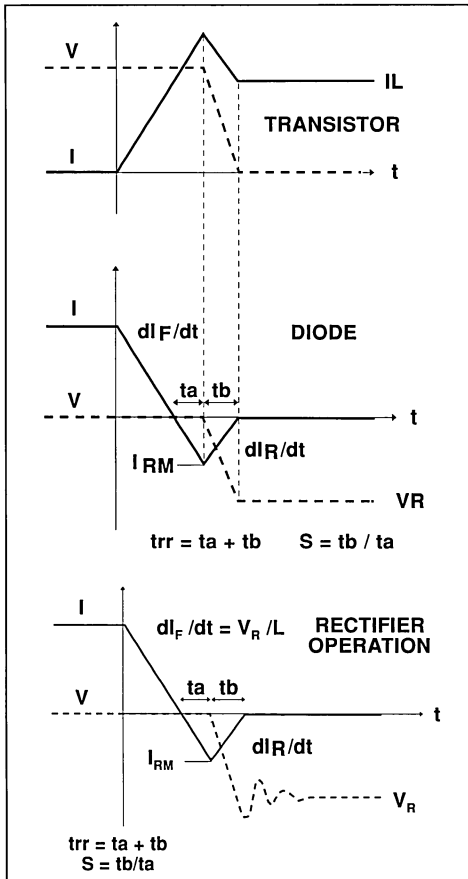 V
IL
TRANSISTOR
I
t
I
dIF/dt
DIODE
ta tb
V
t
IRM
dIR/dt
VR
trr = ta + tb S = tb / ta
I
dIF/dt = VR/L
RECTIFIER
OPERATION
ta tb
V
t
IRM
dIR/dt
VR
trr = ta + tb
S = tb/ta